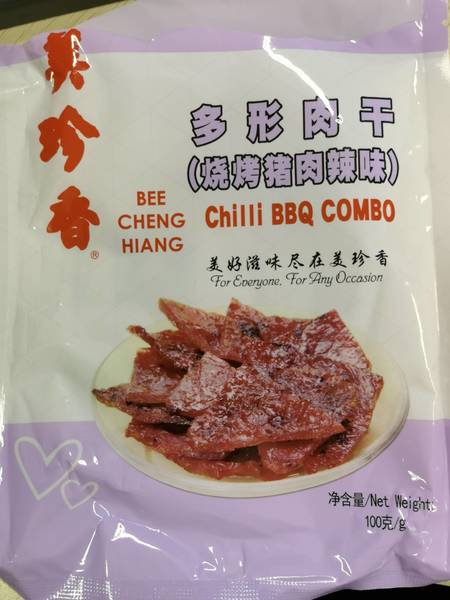 美珍香®
BEE
CHENG
HIANG
多形肉干
(烧烤猪肉辣味)
Chilli BBQ COMBO
美好滋味尽在美珍香
For Everyone, For Any Occasion
净含量/Net Weight:
100克/g